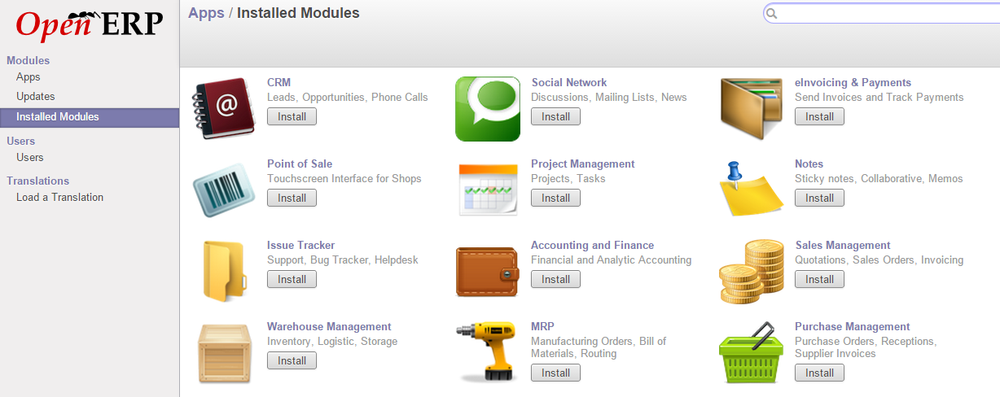 Open ERP
Modules
Apps
Updates
Installed Modules
Users
Users
Translations
Load a Translation
Apps / Installed Modules
CRM
Leads, Opportunities, Phone Calls
Install
Social Network
Discussions, Mailing Lists, News
Install
eInvoicing & Payments
Send Invoices and Track Payments
Install
Point of Sale
Touchscreen Interface for Shops
Install
Project Management
Projects, Tasks
Install
Notes
Sticky notes, Collaborative, Memos
Install
Issue Tracker
Support, Bug Tracker, Helpdesk
Install
Accounting and Finance
Financial and Analytic Accounting
Install
Sales Management
Quotations, Sales Orders, Invoicing
Install
Warehouse Management
Inventory, Logistic, Storage
Install
MRP
Manufacturing Orders, Bill of
Materials, Routing
Install
Purchase Management
Purchase Orders, Receptions,
Supplier Invoices
Install